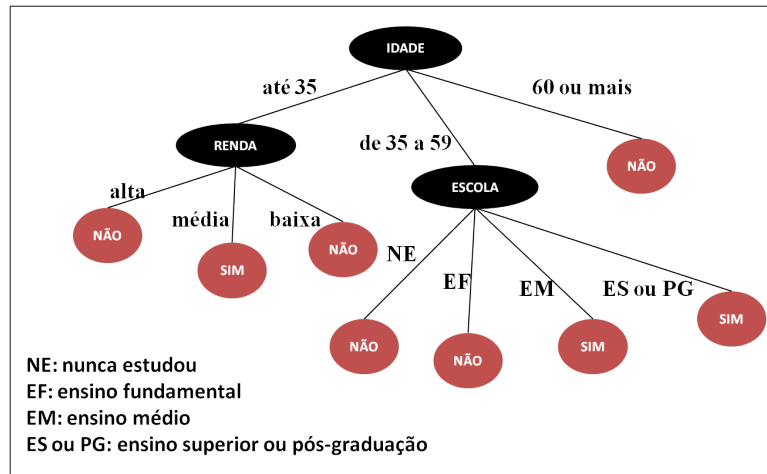 IDADE
até 35
60 ou mais
RENDA
de 35 a 59
NÃO
ESCOLA
alta
média
baixa
NÃO
SIM
NÃO
NE
EF
EM
ES ou PG
NÃO
NÃO
SIM
SIM
NE: nunca estudou
EF: ensino fundamental
EM: ensino médio
ES ou PG: ensino superior ou pós-graduação